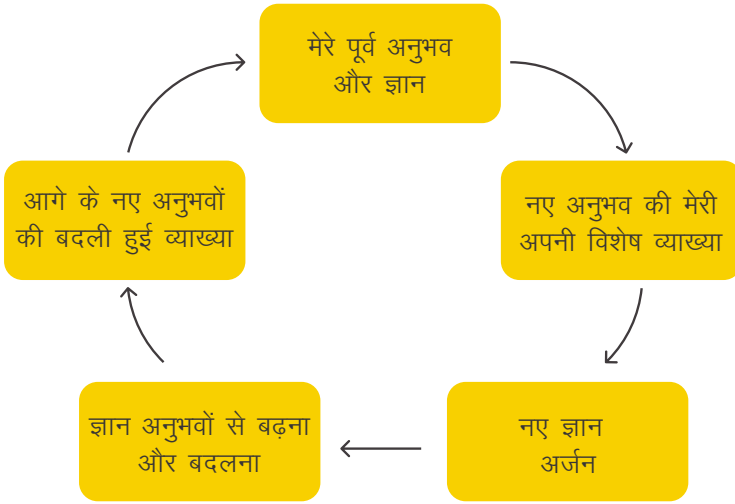 मेरे पूर्व अनुभव
और ज्ञान
नए अनुभव की मेरी
अपनी विशेष व्याख्या
नए ज्ञान
अर्जन
ज्ञान अनुभवों से बढ़ना
और बदलना
आगे के नए अनुभवों
की बदली हुई व्याख्या